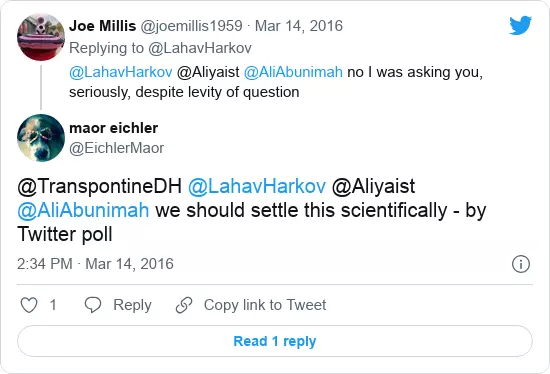 Joe Millis @joemillis1959 · Mar 14, 2016
Replying to @LahavHarkov
@LahavHarkov @Aliyaist @AliAbunimah no I was asking you,
seriously, despite levity of question
maor eichler
@EichlerMaor
@TranspontineDH @LahavHarkov @Aliyaist
@AliAbunimah we should settle this scientifically - by
Twitter poll
2:34 PM · Mar 14, 2016
1 Reply Copy link to Tweet
Read 1 reply